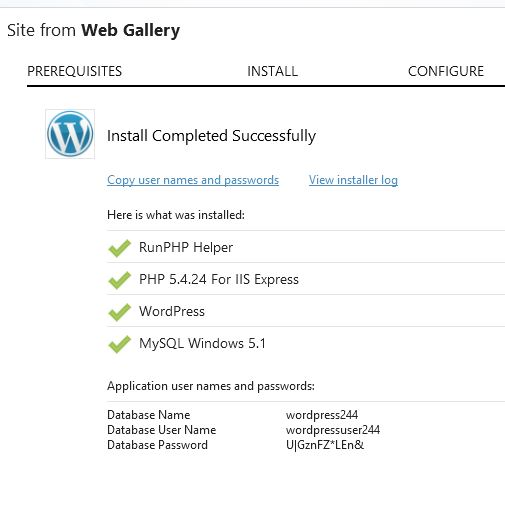 Site from Web Gallery
PREREQUISITES INSTALL CONFIGURE
Install Completed Successfully
Copy user names and passwords View installer log
Here is what was installed:
RunPHP Helper
PHP 5.4.24 For IIS Express
WordPress
MySQL Windows 5.1
Application user names and passwords:
Database Name wordpress244
Database User Name wordpressuser244
Database Password U|GznFZ*LEn&